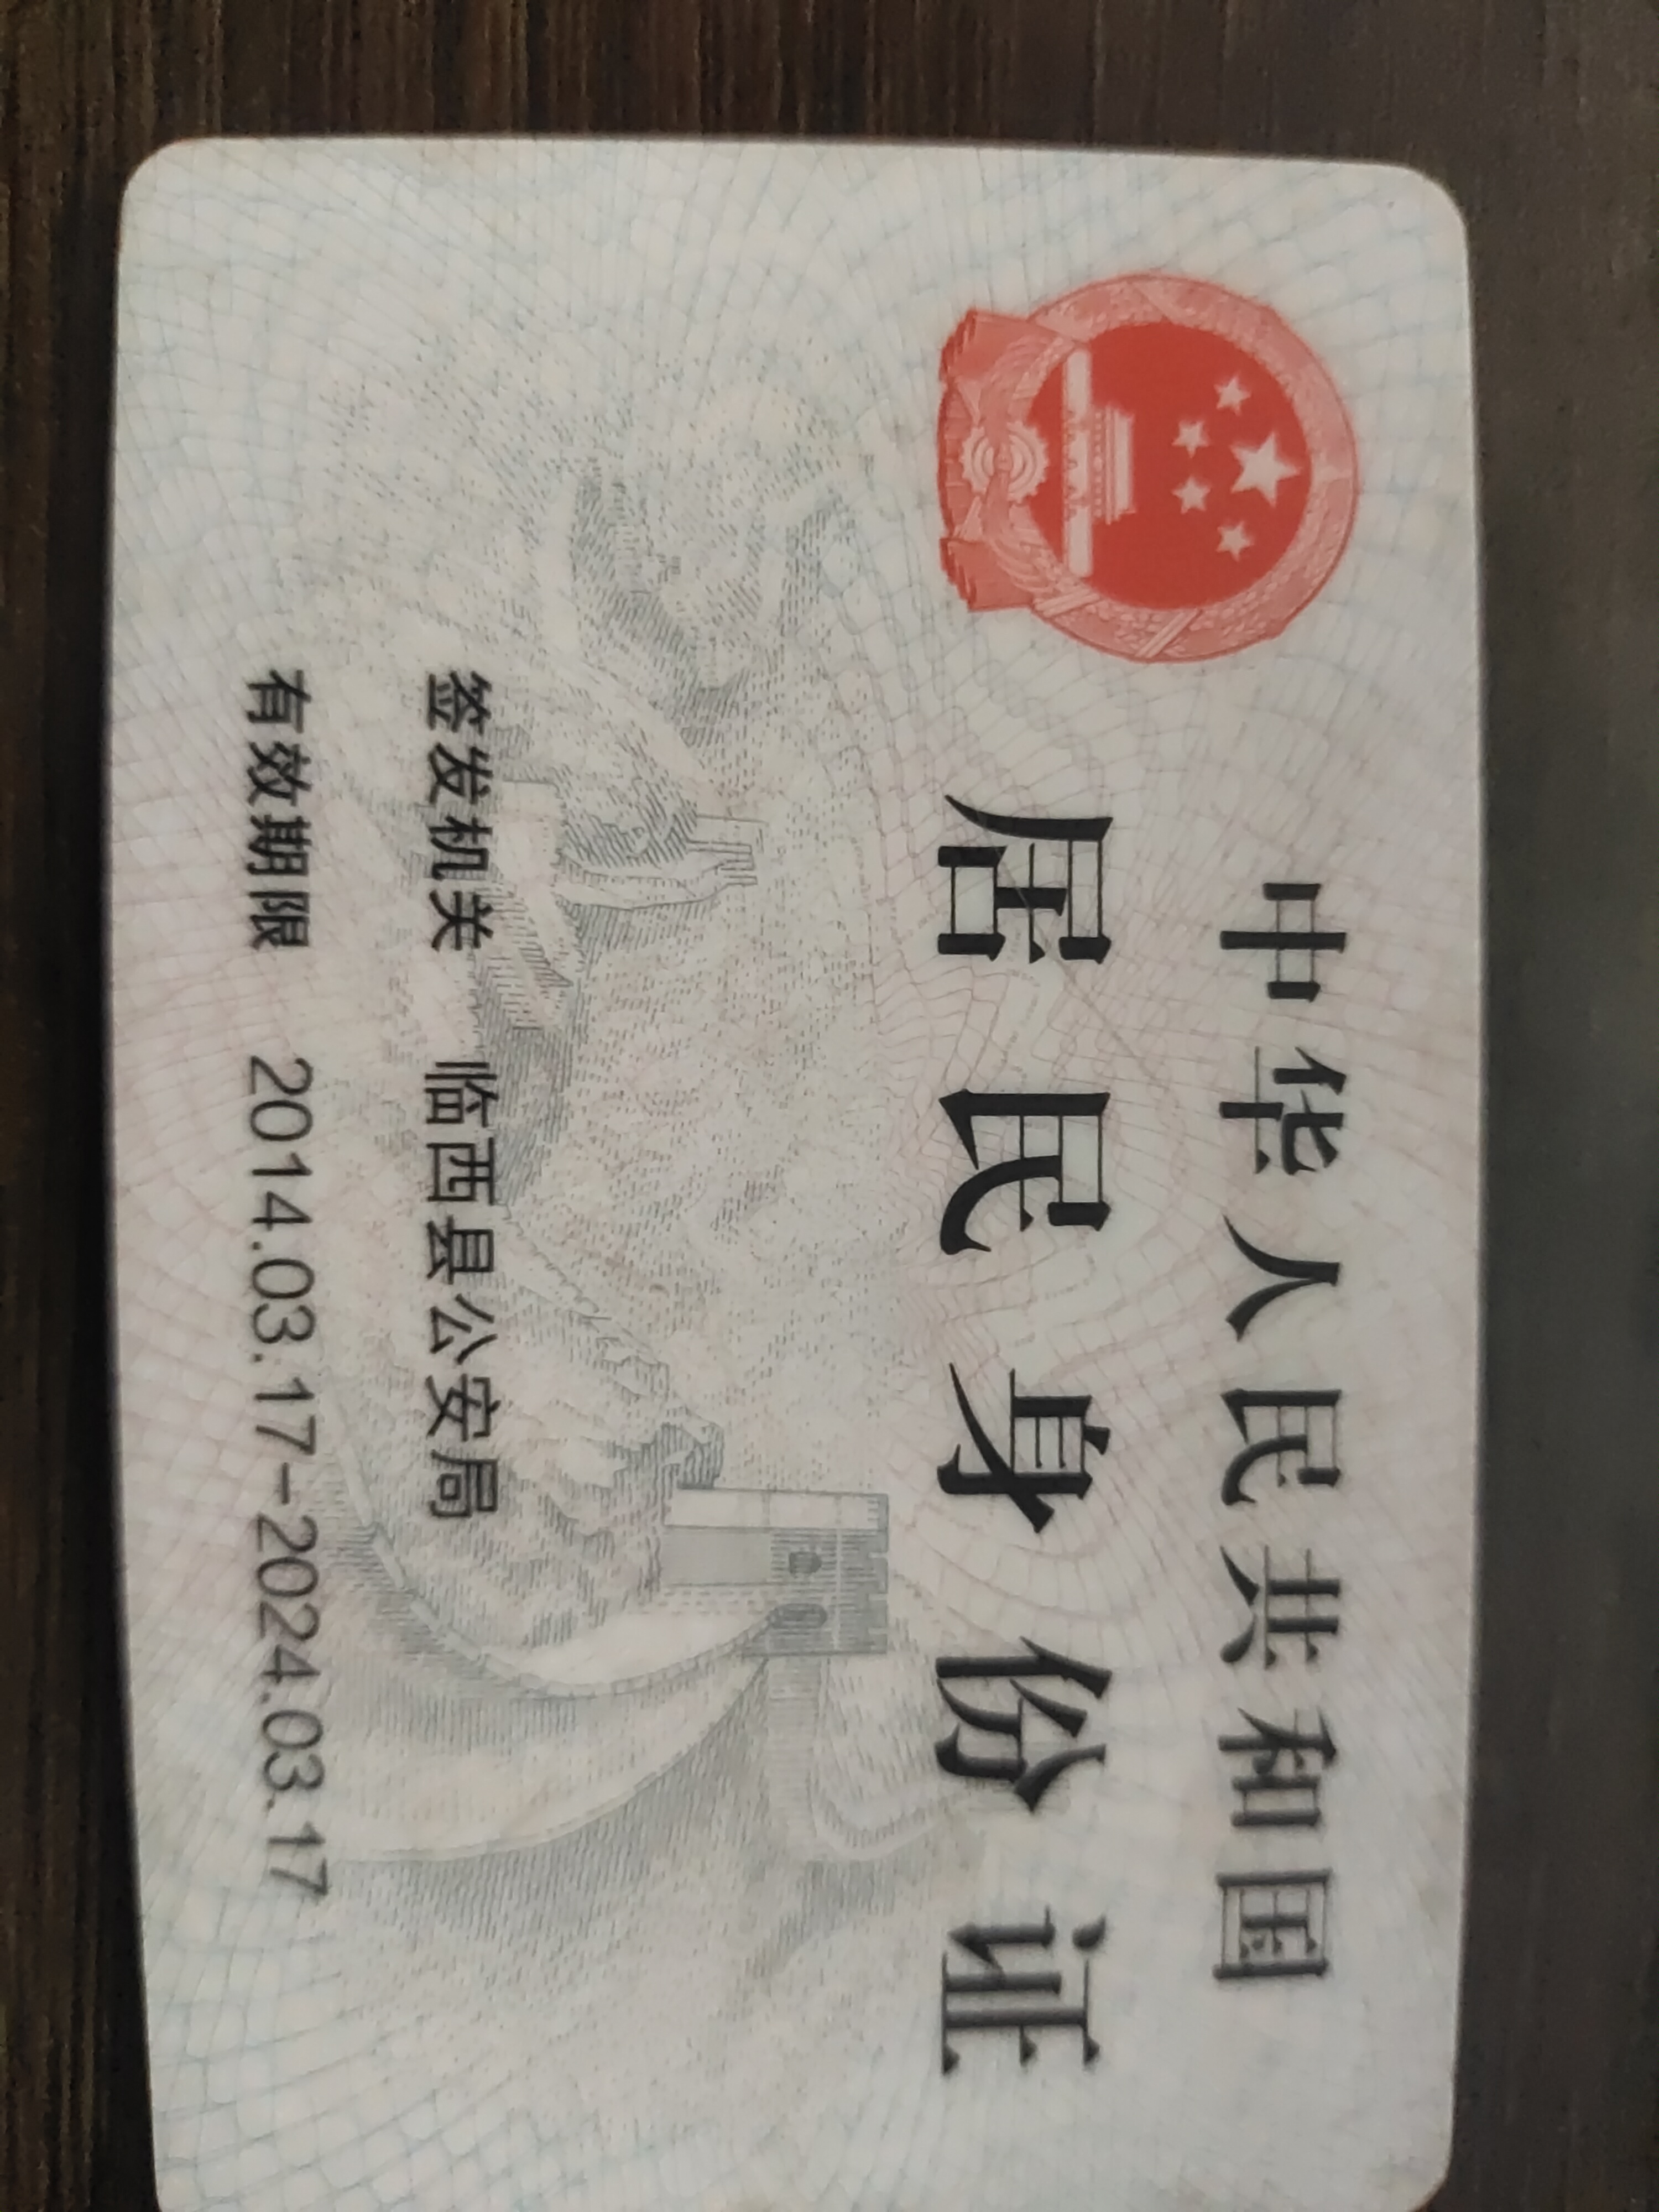 中华人民共和国
居民身份证
签发机关 临西县公安局
有效期限 2014.03.17-2024.03.17